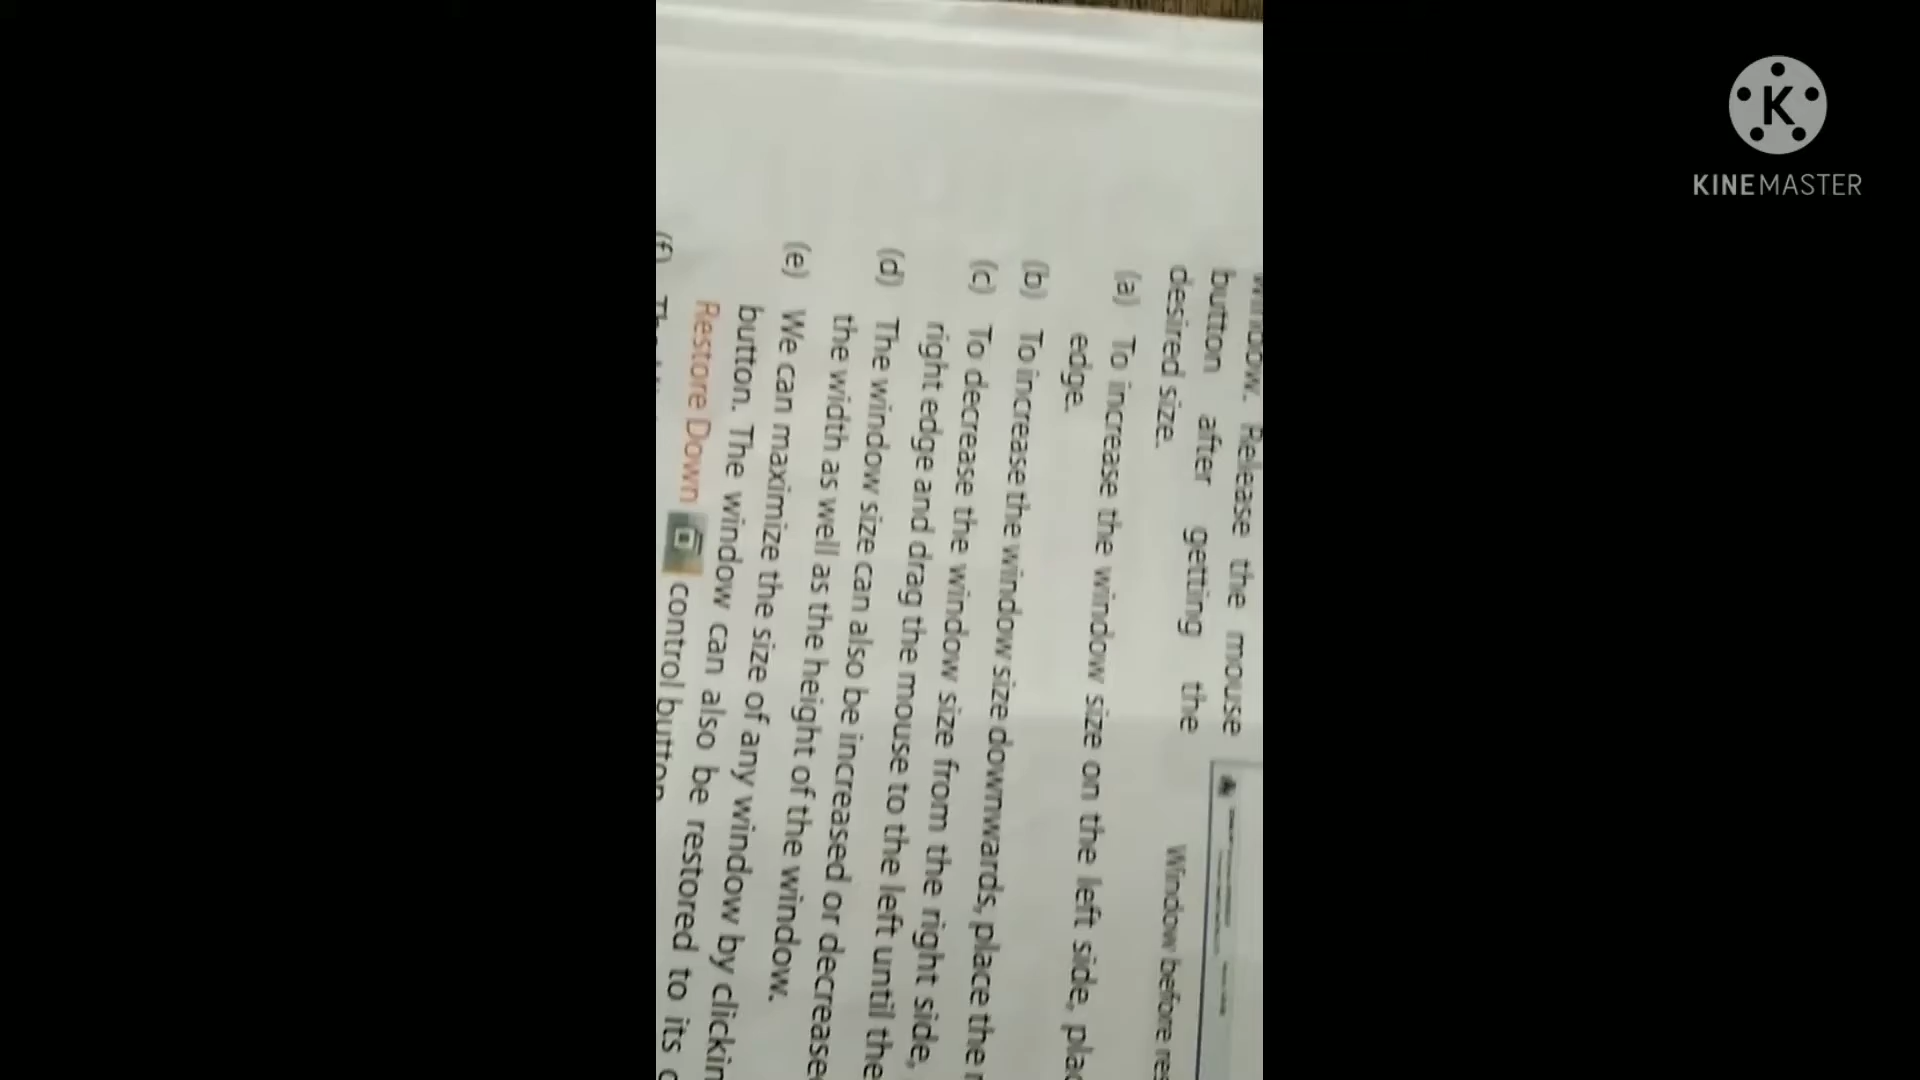 window. Release the mouse
button after getting the
desired size.
Window before
(a) To increase the window size on the left side,
edge.
(b) To increase the window size downwards, place the
(c) To decrease the window size from the right side,
right edge and drag the mouse to the left until the
(d) The window size can also be increased or decrease
the width as well as the height of the window.
(e) We can maximize the size of any window by clickin
button. The window can also be restored to its
Restore Down control button
(f)
KINEMASTER